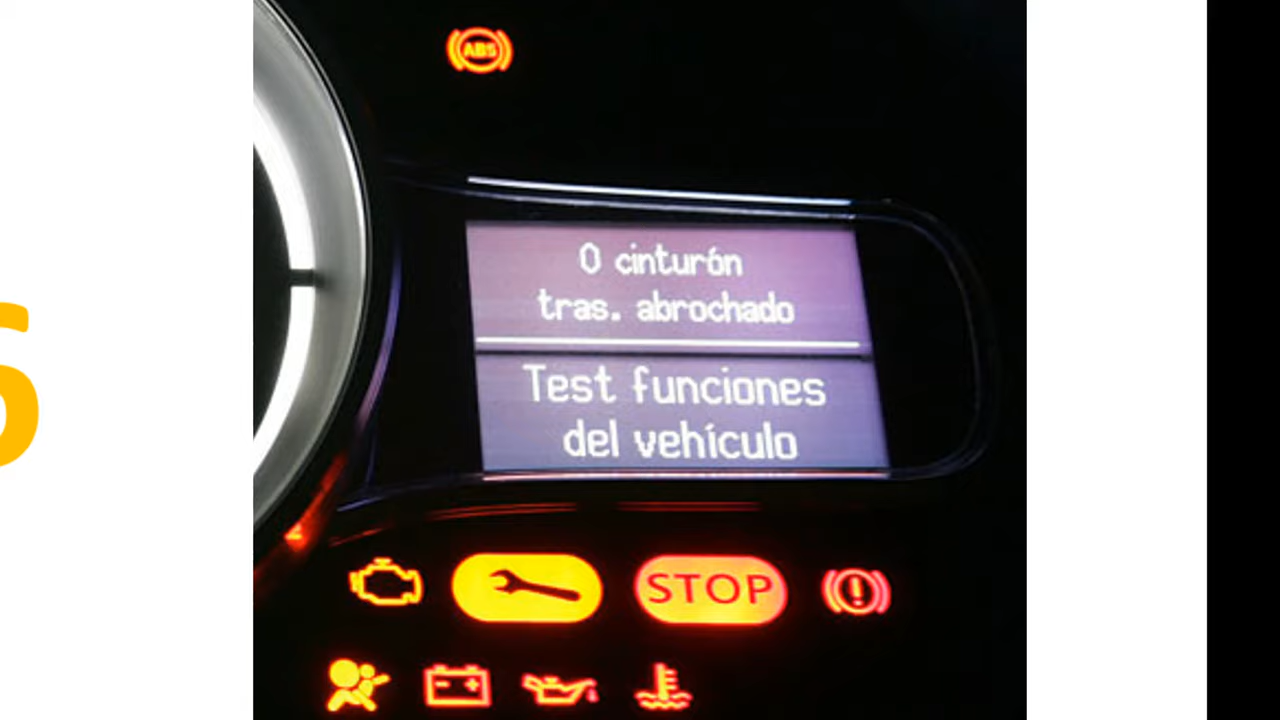 ABS
0 cinturón
tras. abrochado
Test funciones
del vehículo
STOP